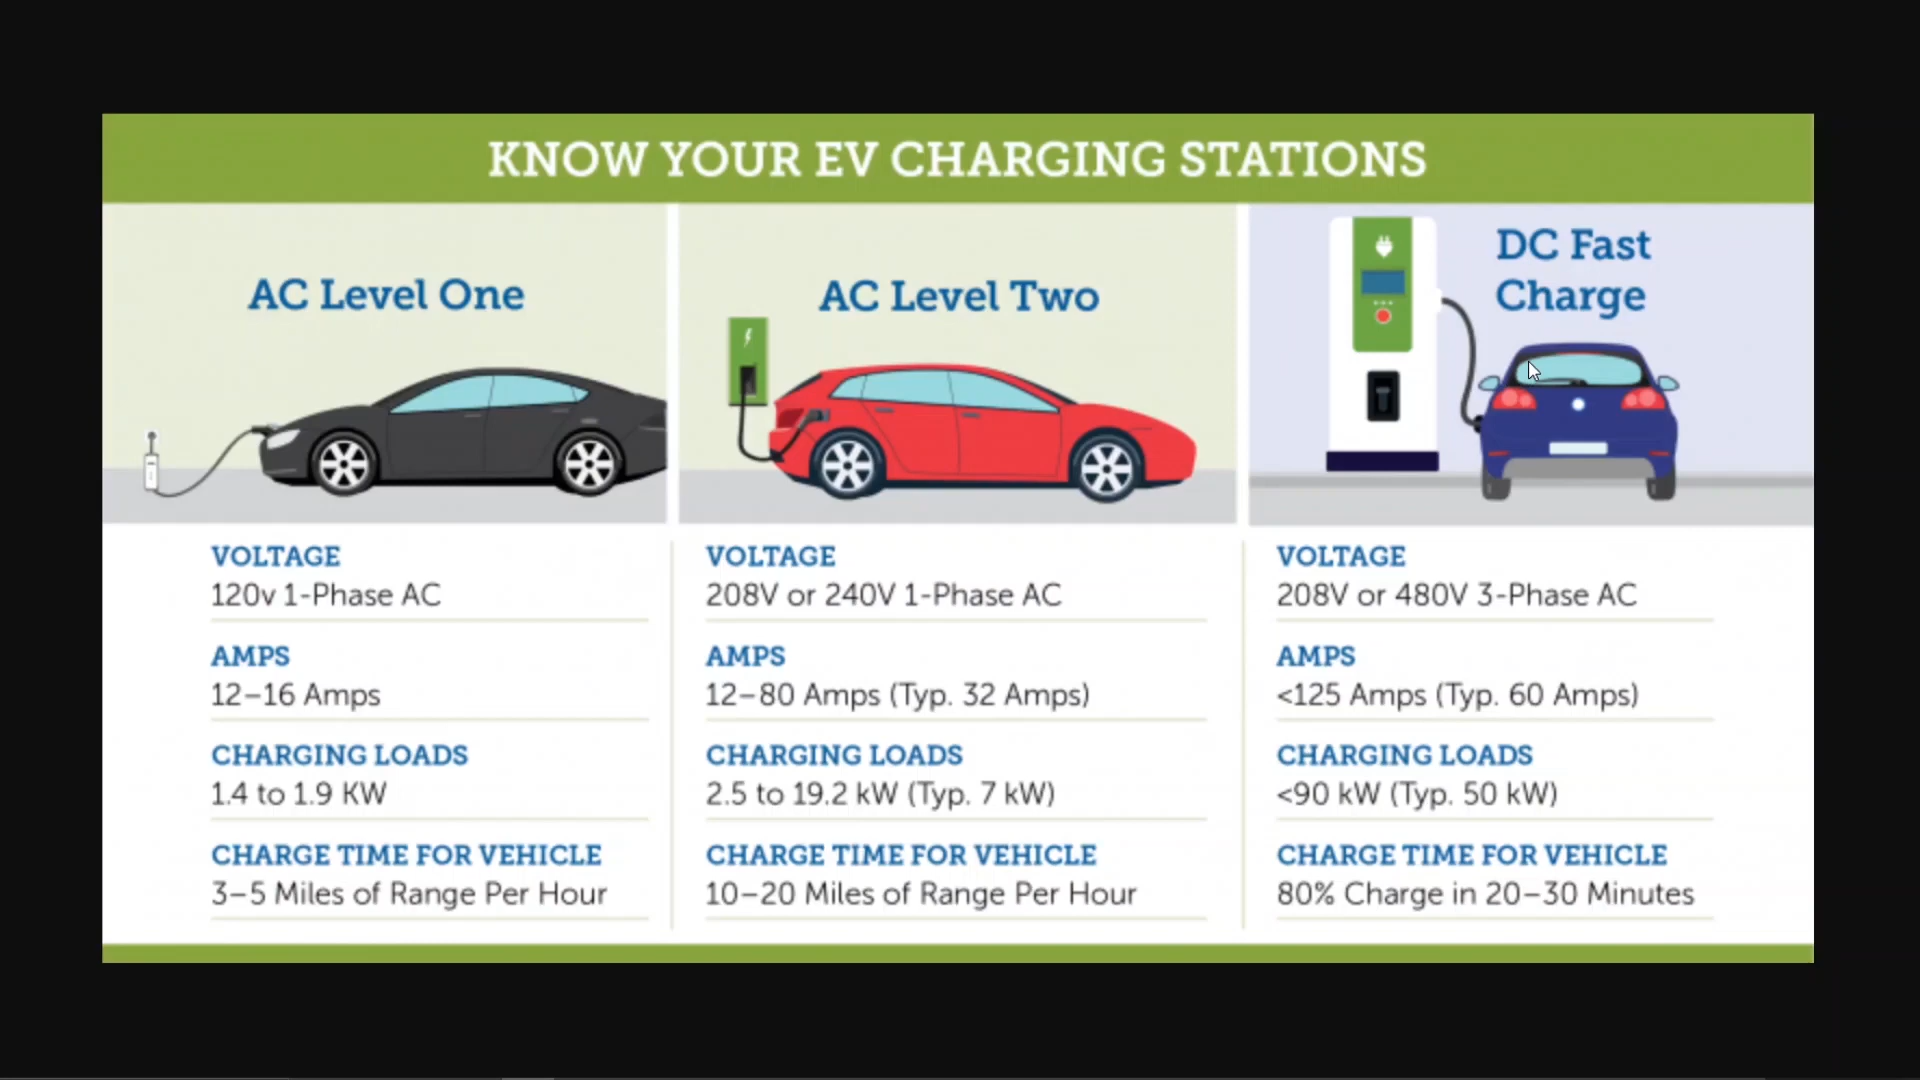 KNOW YOUR EV CHARGING STATIONS
AC Level One
VOLTAGE
120v 1-Phase AC
AMPS
12–16 Amps
CHARGING LOADS
1.4 to 1.9 KW
CHARGE TIME FOR VEHICLE
3–5 Miles of Range Per Hour
AC Level Two
VOLTAGE
208V or 240V 1-Phase AC
AMPS
12–80 Amps (Typ. 32 Amps)
CHARGING LOADS
2.5 to 19.2 kW (Typ. 7 kW)
CHARGE TIME FOR VEHICLE
10–20 Miles of Range Per Hour
DC Fast
Charge
VOLTAGE
208V or 480V 3-Phase AC
AMPS
<125 Amps (Typ. 60 Amps)
CHARGING LOADS
<90 kW (Typ. 50 kW)
CHARGE TIME FOR VEHICLE
80% Charge in 20–30 Minutes